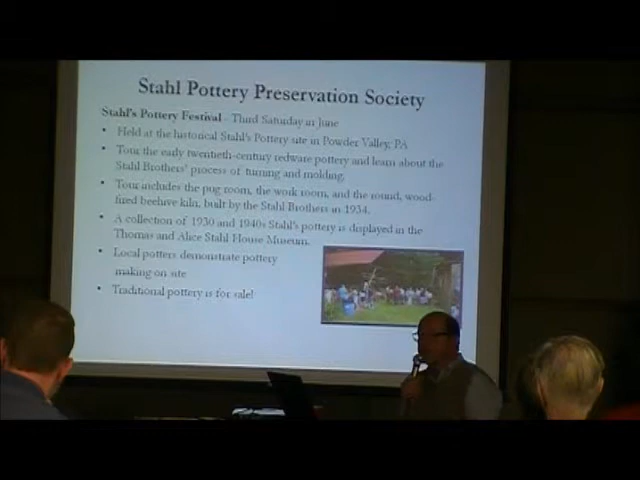 Stahl Pottery Preservation Society
Stahl's Pottery Festival - Third Saturday in June
• Held at the historical Stahl's Pottery site in Powder Valley, PA
• Tour the early twentieth-century redware pottery and learn about the
Stahl Brothers' process of turning and molding.
• Tour includes the pug room, the work room, and the round, wood-
fired beehive kiln, built by the Stahl Brothers in 1934.
• A collection of 1930 and 1940s Stahl's pottery is displayed in the
Thomas and Alice Stahl House Museum.
• Local potters demonstrate pottery
making on site
• Traditional pottery is for sale!